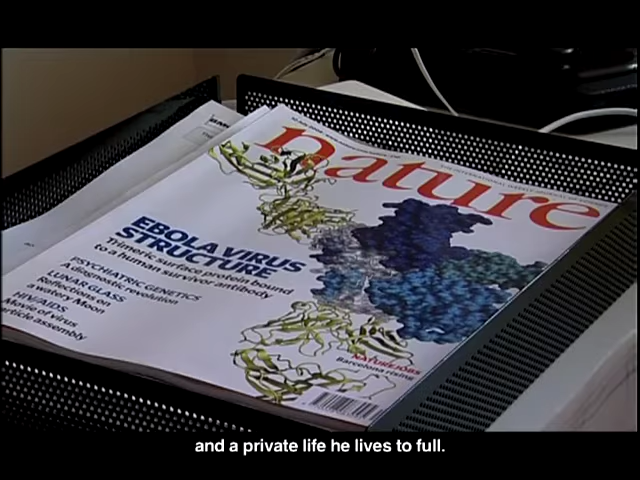 nature
EBOLA VIRUS
STRUCTURE
Trimeric surface protein bound
to a human survivor antibody
PSYCHIATRIC GENETICS
A diagnostic revolution
LUNAR GLASS
Reflections on
a watery Moon
HIV/AIDS
Movie of virus
particle assembly
NATUREJOBS
Barcelona rising
and a private life he lives to full.